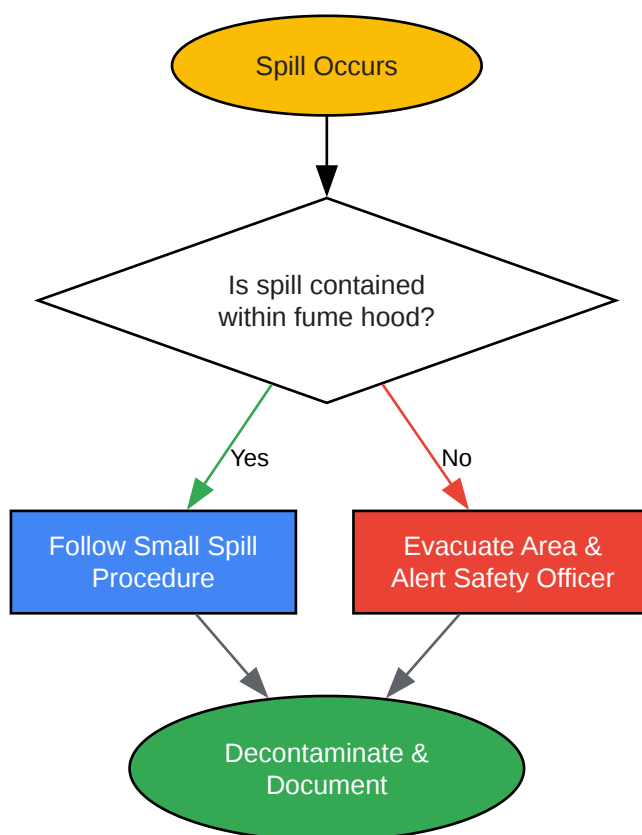 Spill Occurs
Is spill contained
within fume hood?
Yes
No
Follow Small Spill
Procedure
Evacuate Area &
Alert Safety Officer
Decontaminate &
Document